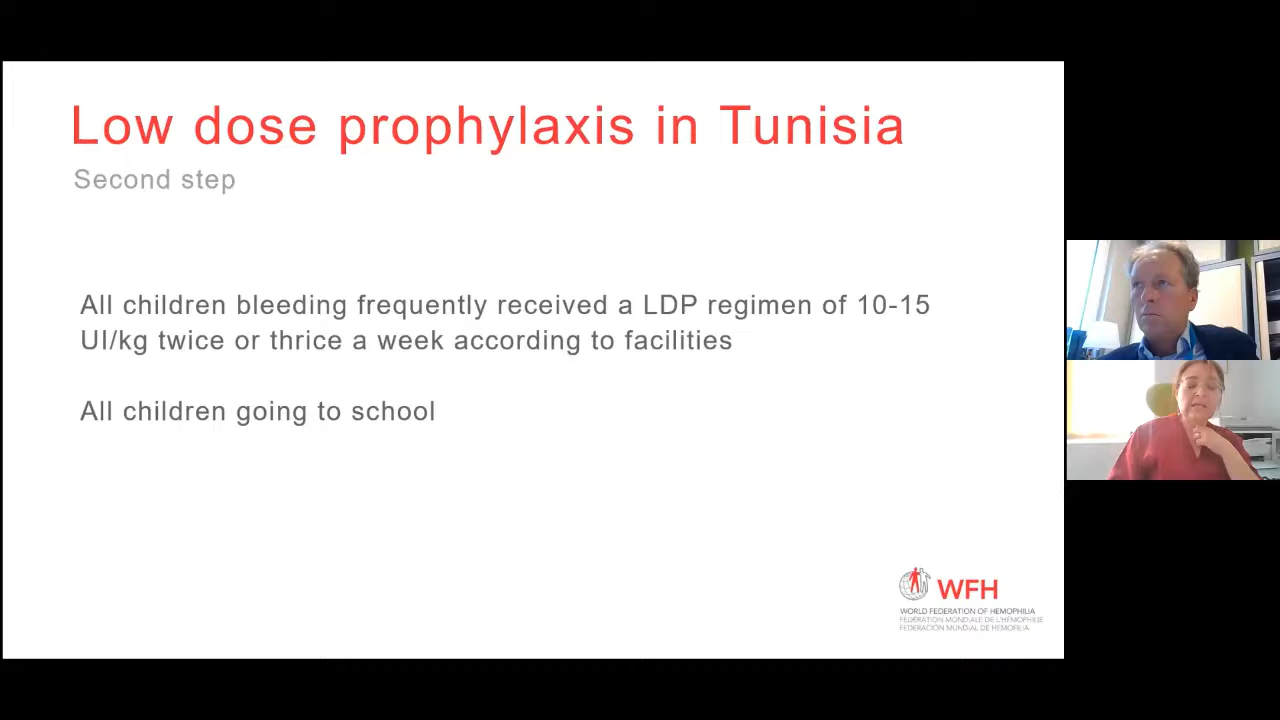 Low dose prophylaxis in Tunisia
Second step
All children bleeding frequently received a LDP regimen of 10-15
UI/kg twice or thrice a week according to facilities
All children going to school
WFH
WORLD FEDERATION OF HEMOPHILIA
FÉDÉRATION MONDIALE DE L'HÉMOPHILIE
FEDERACIÓN MUNDIAL DE HEMOFILIA